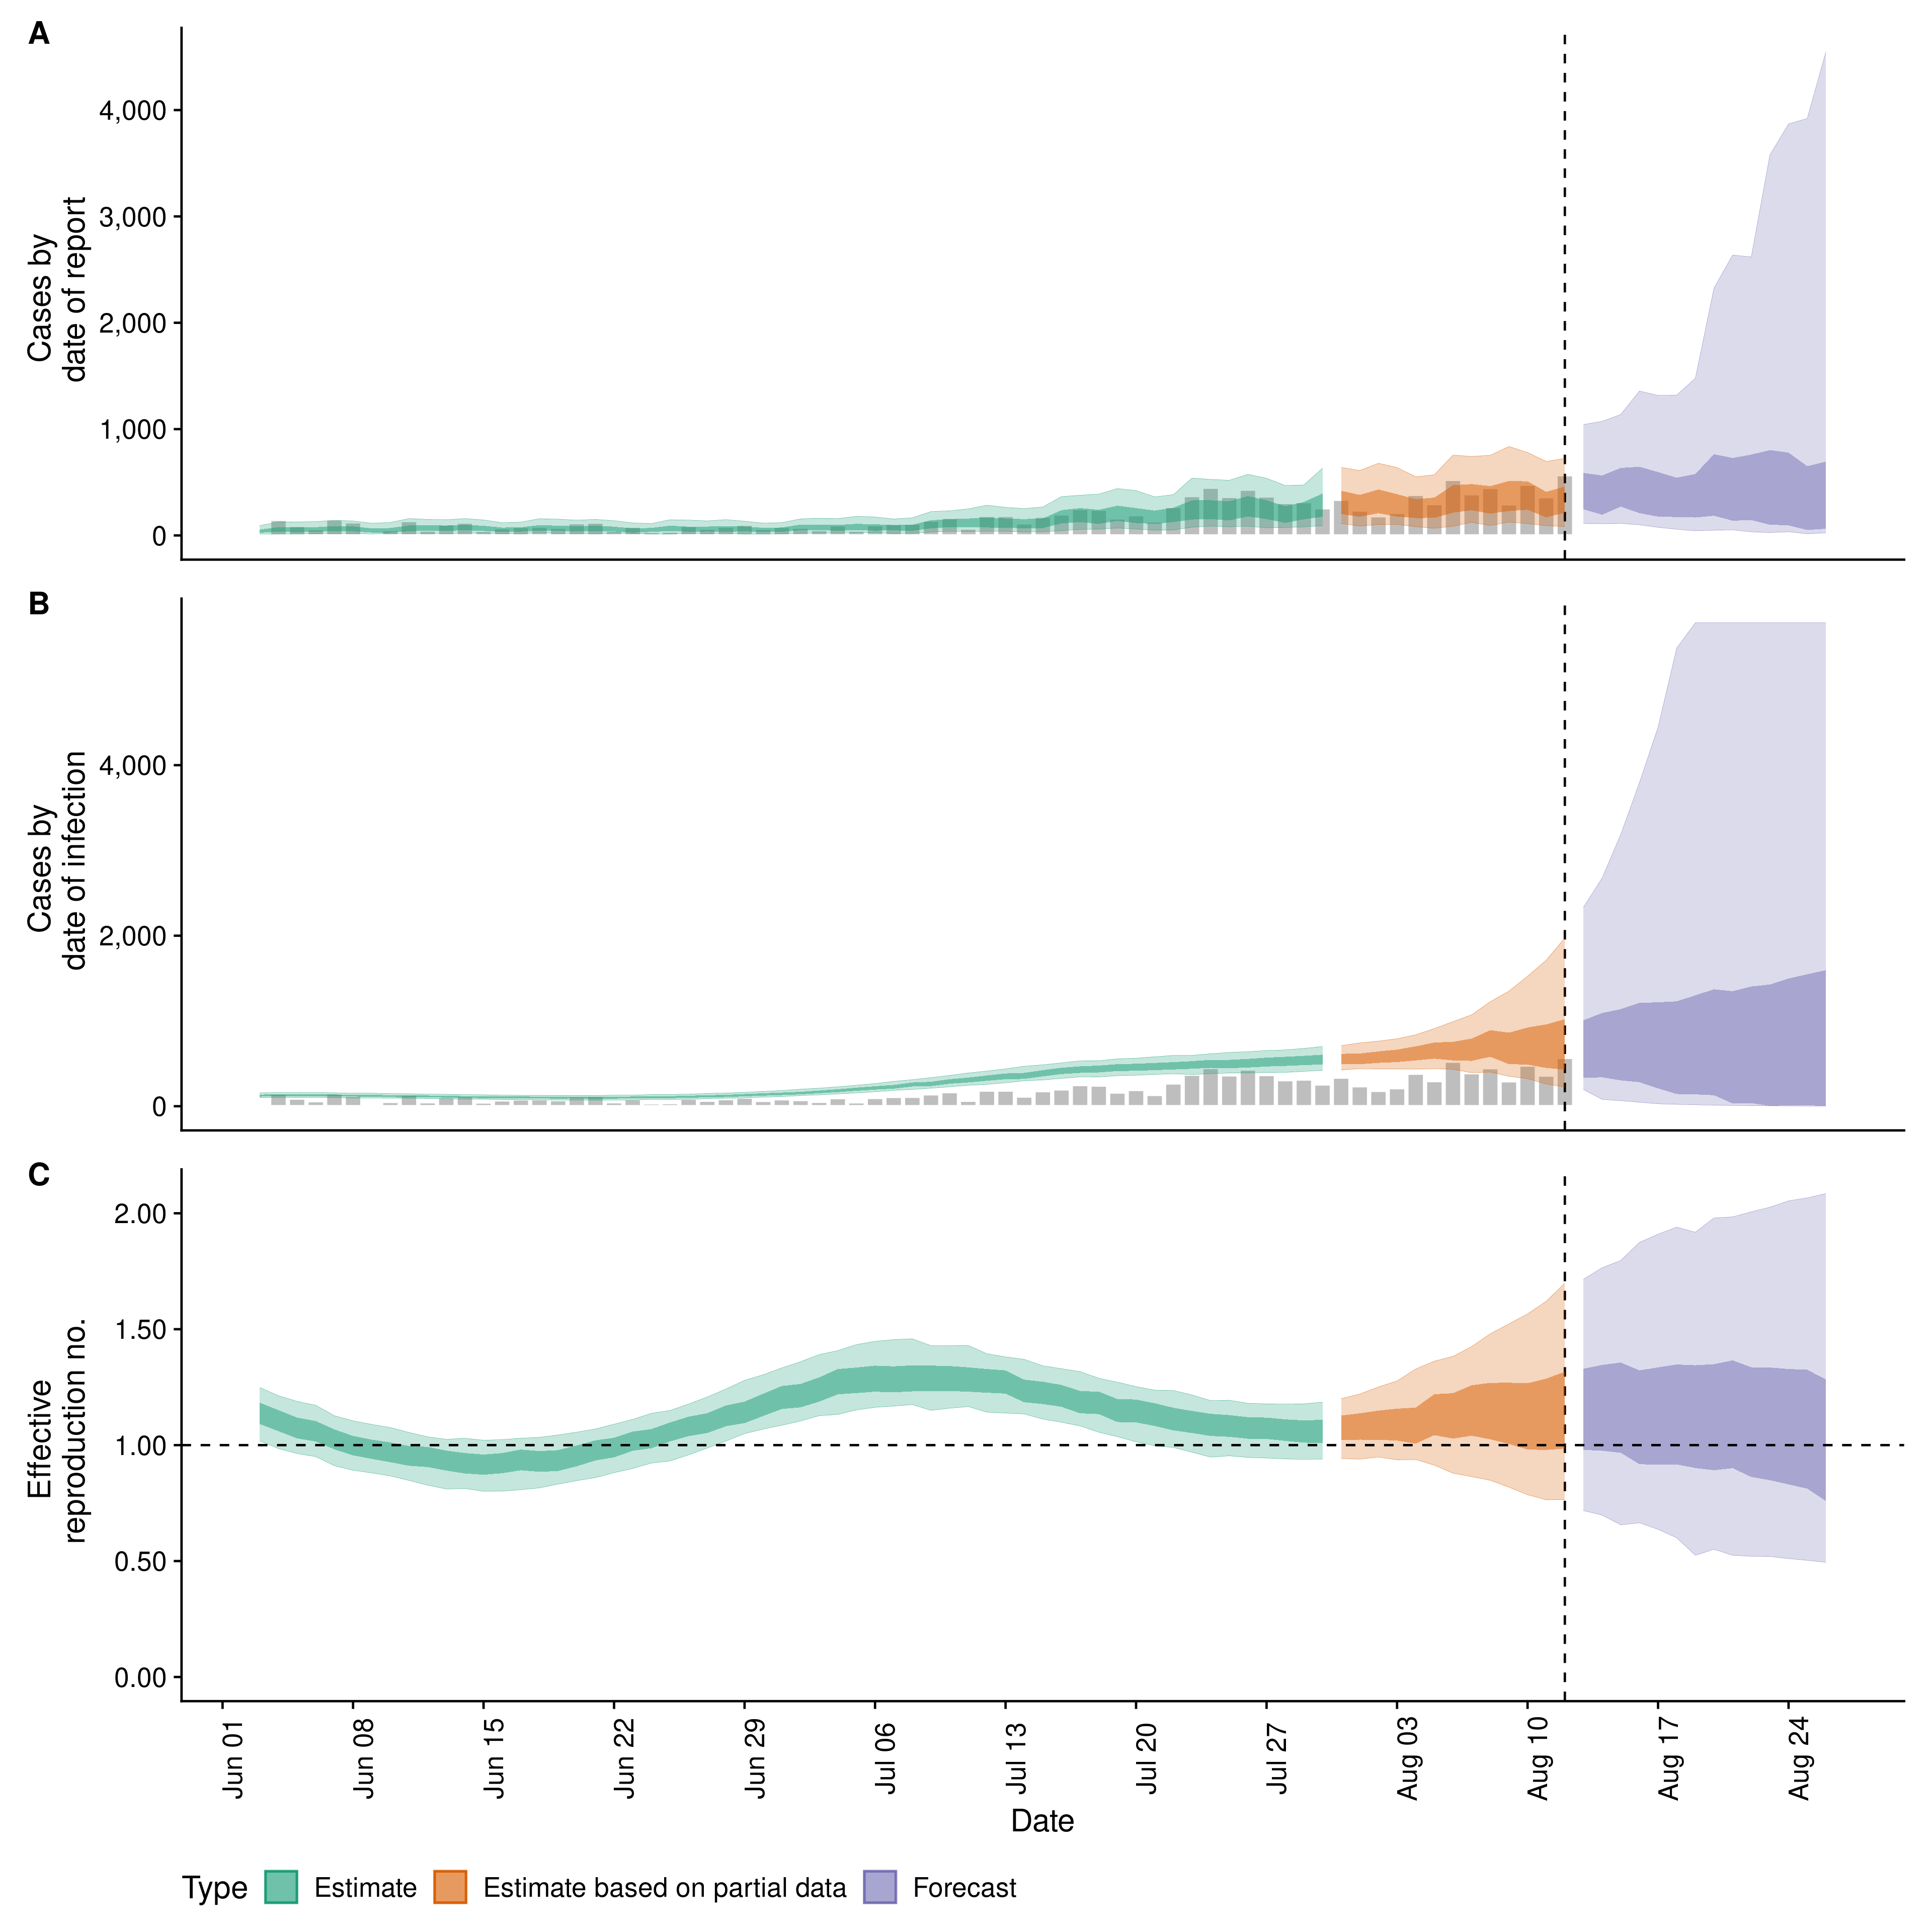 A
Cases by
date of report
4,000
3,000
2,000
1,000
0
B
Cases by
date of infection
4,000
2,000
0
C
Effective
reproduction no.
2.00
1.50
1.00
0.50
0.00
Jun 01
Jun 08
Jun 15
Jun 22
Jun 29
Jul 06
Jul 13
Jul 20
Jul 27
Aug 03
Aug 10
Aug 17
Aug 24
Date
Type Estimate Estimate based on partial data Forecast